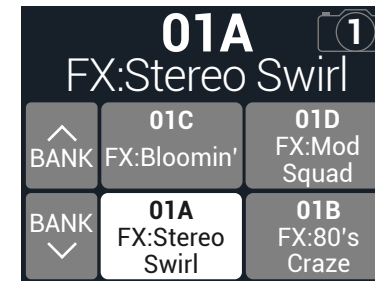 01A
1
FX:Stereo Swirl
BANK
01C
FX:Bloomin'
01D
FX:Mod
Squad
BANK
01A
FX:Stereo
Swirl
01B
FX:80's
Craze